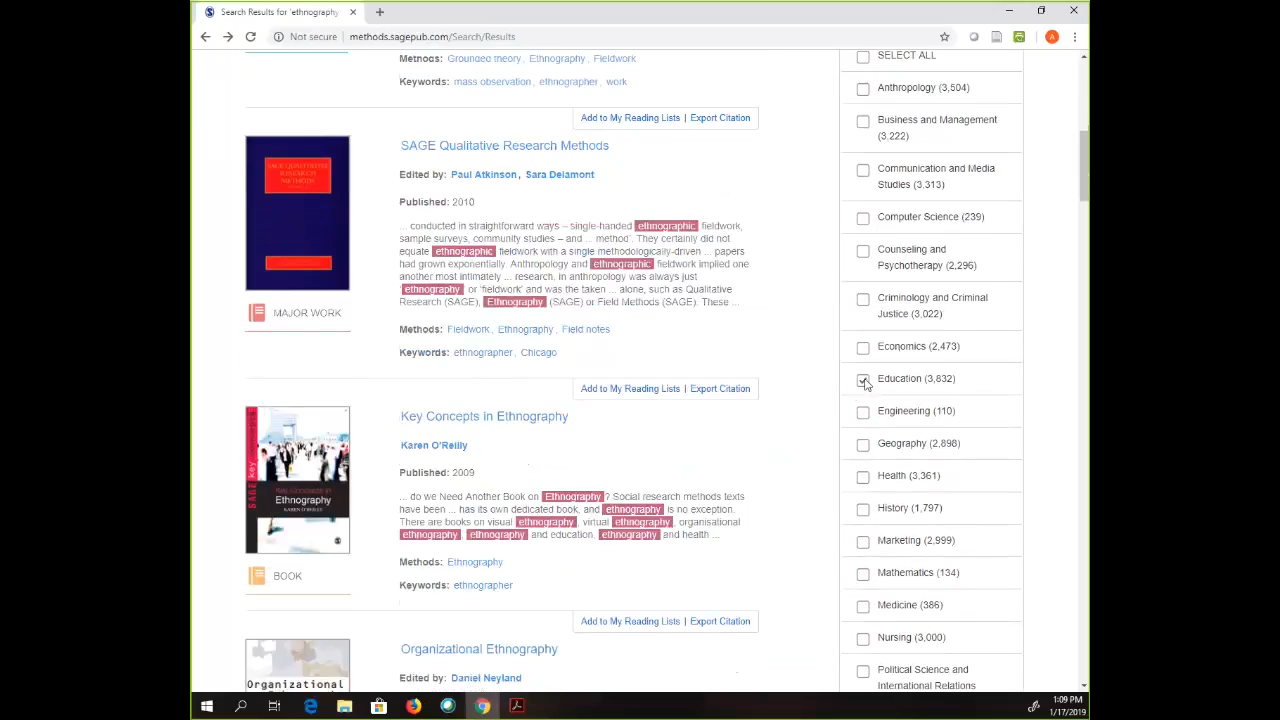 Search Results for 'ethnography
Not secure | methods.sagepub.com/Search/Results
A
Methods: Grounded theory, Ethnography, Fieldwork
Keywords: mass observation, ethnographer, work
Add to My Reading Lists | Export Citation
SAGE QUALITATIVE RESEARCH METHODS
MAJOR WORK
SAGE Qualitative Research Methods
Edited by: Paul Atkinson, Sara Delamont
Published: 2010
... conducted in straightforward ways – single-handed ethnographic fieldwork,
sample surveys, community studies – and ... method'. They certainly did not
equate ethnographic fieldwork with a single methodologically-driven ... papers
had grown exponentially. Anthropology and ethnographic fieldwork implied one
another most intimately ... research, in anthropology was always just
'ethnography' or 'fieldwork' and was the taken ... alone, such as Qualitative
Research (SAGE), Ethnography (SAGE) or Field Methods (SAGE). These ...
Methods: Fieldwork, Ethnography, Field notes
Keywords: ethnographer, Chicago
Add to My Reading Lists | Export Citation
SAGE key
Key Concepts in
Ethnography
KAREN O'REILLY
BOOK
Key Concepts in Ethnography
Karen O'Reilly
Published: 2009
... do we Need Another Book on Ethnography? Social research methods texts
have been ... has its own dedicated book, and ethnography is no exception.
There are books on visual ethnography, virtual ethnography, organisational
ethnography, ethnography and education, ethnography and health ...
Methods: Ethnography
Keywords: ethnographer
Add to My Reading Lists | Export Citation
Organizational
Organizational Ethnography
Edited by: Daniel Neyland
SELECT ALL
Anthropology (3,504)
Business and Management
(3,222)
Communication and Media
Studies (3,313)
Computer Science (239)
Counseling and
Psychotherapy (2,296)
Criminology and Criminal
Justice (3,022)
Economics (2,473)
Education (3,832)
Engineering (110)
Geography (2,898)
Health (3,361)
History (1,797)
Marketing (2,999)
Mathematics (134)
Medicine (386)
Nursing (3,000)
Political Science and
International Relations
1:09 PM
1/17/2019